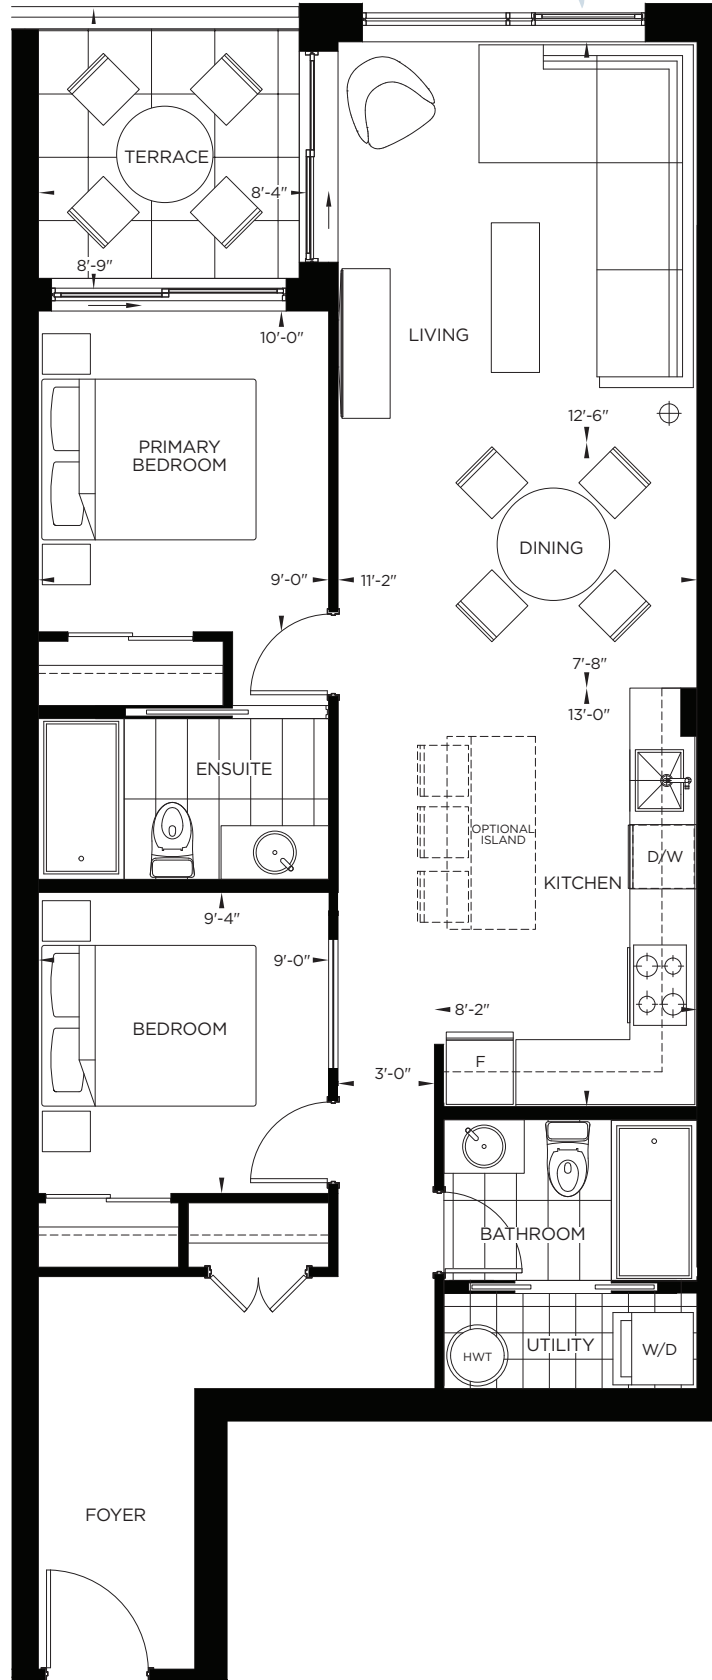 TERRACE
8'-4"
8'-9"
10'-0"
LIVING
12'-6"
PRIMARY
BEDROOM
DINING
9'-0"
11'-2"
7'-8"
13'-0"
ENSUITE
OPTIONAL
ISLAND
D/W
KITCHEN
9'-4"
9'-0"
8'-2"
BEDROOM
F
3'-0"
BATHROOM
UTILITY
HWT
W/D
FOYER